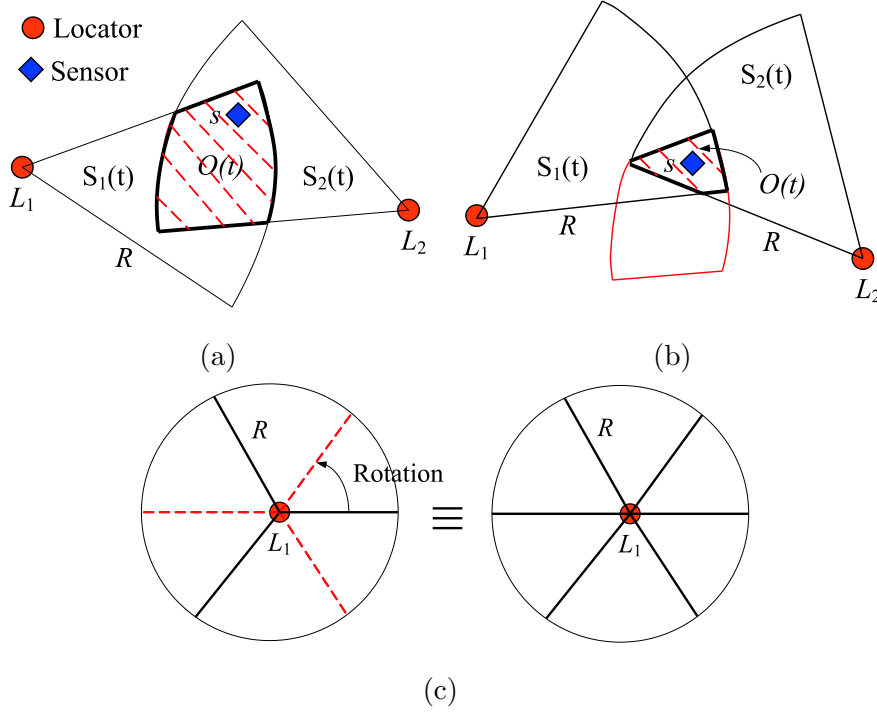 Locator
Sensor
s
O(t)
S₁(t)
S₂(t)
L₁
L₂
R
(a)
S₂(t)
S₁(t)
s
O(t)
L₁
R
R
L₂
(b)
R
Rotation
L₁
≡
R
L₁
(c)